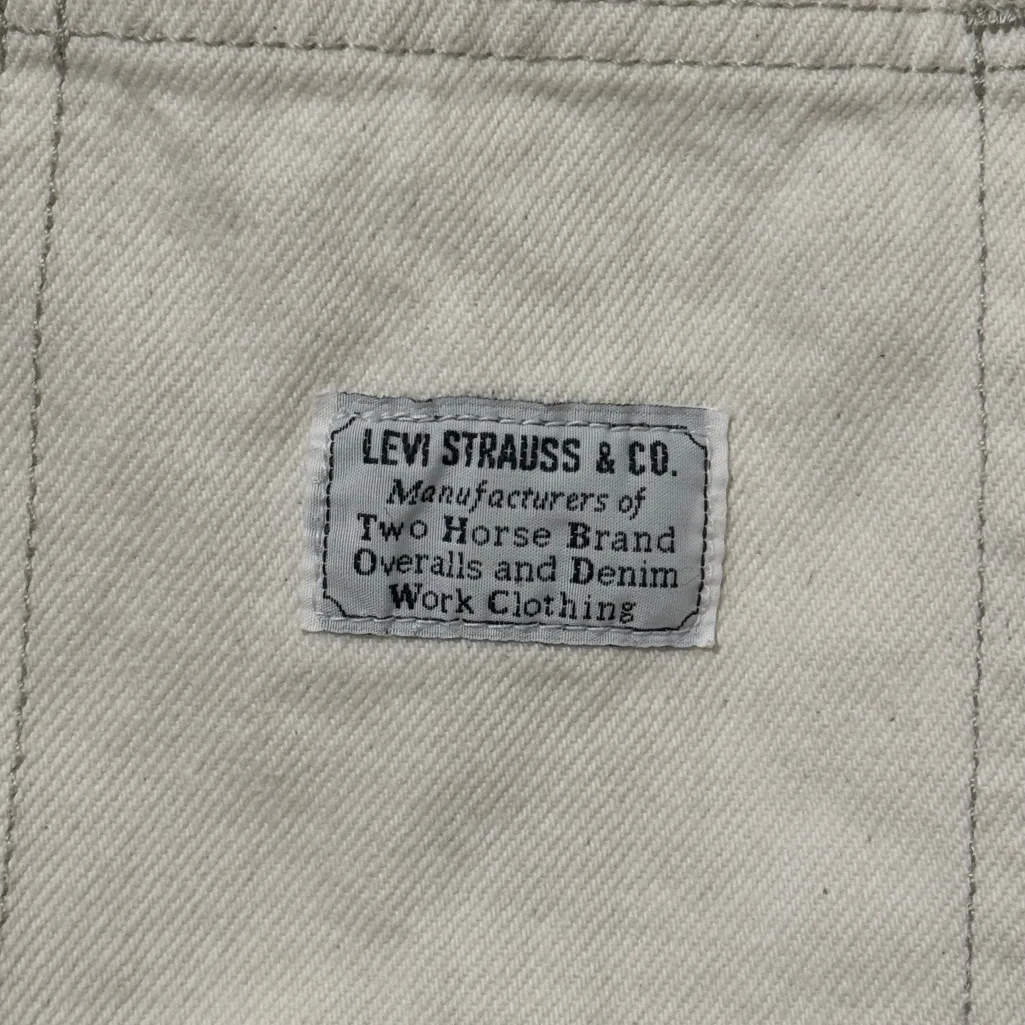 LEVI STRAUSS & CO.
Manufacturers of
Two Horse Brand
Overalls and Denim
Work Clothing